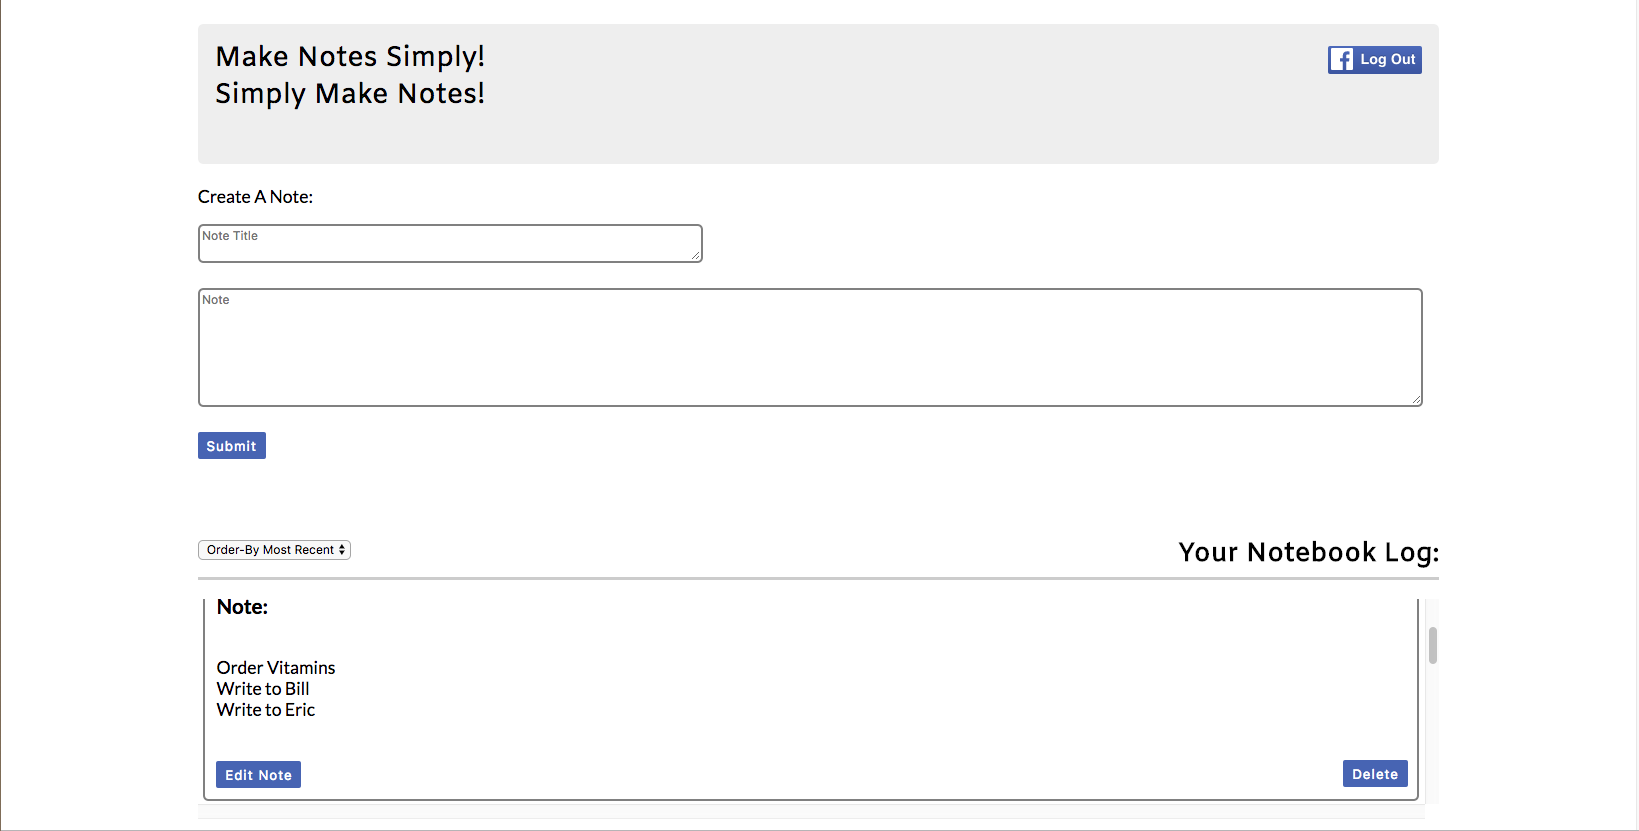 Make Notes Simply!
Simply Make Notes!
Log Out
Create A Note:
Note Title
Note
Submit
Order-By Most Recent
Your Notebook Log:
Note:
Order Vitamins
Write to Bill
Write to Eric
Edit Note
Delete